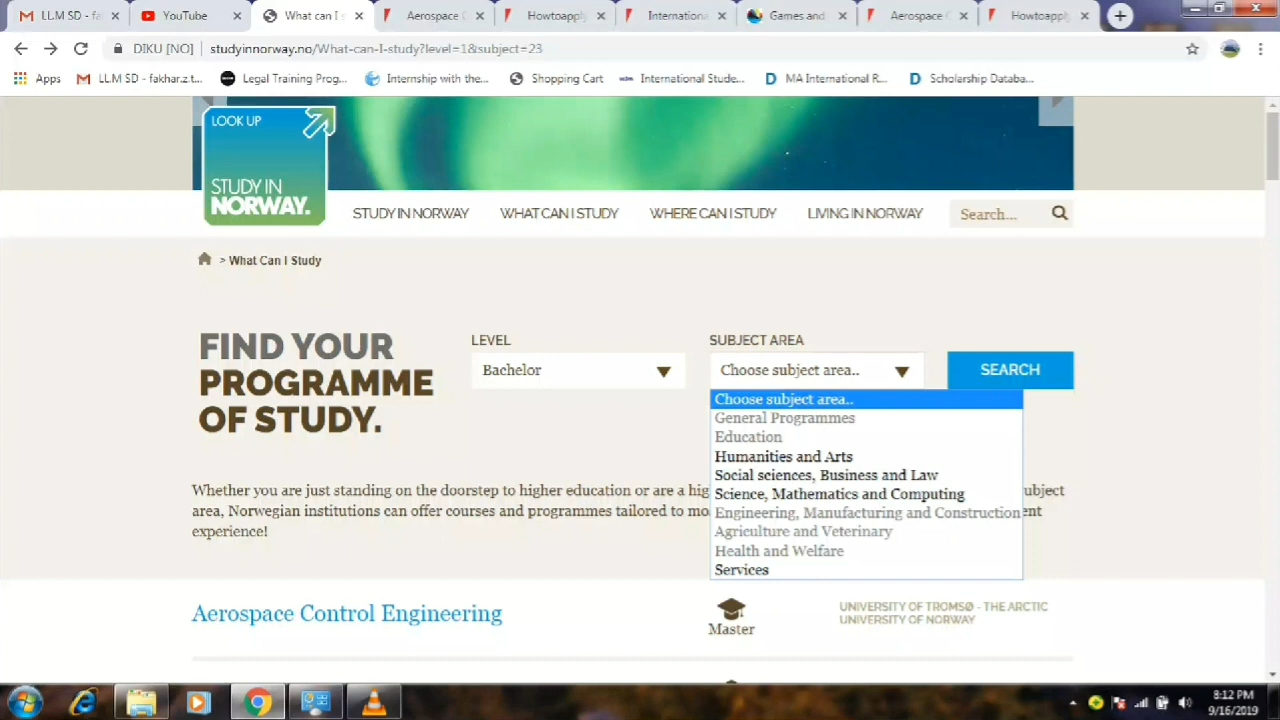 LL.M SD - fa
YouTube
What can I s
Aerospace C
Howtoapply
Internationa
Games and
Aerospace C
Howtoapply
DIKU [NO] | studyinnorway.no/What-can-I-study?level=1&subject=23
Apps
LL.M SD - fakhar.z.t...
Legal Training Prog...
Internship with the...
Shopping Cart
International Stude...
MA International R...
Scholarship Databa...
LOOK UP
STUDY IN
NORWAY.
STUDY IN NORWAY
WHAT CAN I STUDY
WHERE CAN I STUDY
LIVING IN NORWAY
Search...
> What Can I Study
FIND YOUR
PROGRAMME
OF STUDY.
LEVEL
Bachelor
SUBJECT AREA
Choose subject area..
SEARCH
Choose subject area..
General Programmes
Education
Humanities and Arts
Social sciences, Business and Law
Science, Mathematics and Computing
Engineering, Manufacturing and Construction
Agriculture and Veterinary
Health and Welfare
Services
Whether you are just standing on the doorstep to higher education or are a hig ubject
area, Norwegian institutions can offer courses and programmes tailored to mo ent
experience!
Aerospace Control Engineering
Master
UNIVERSITY OF TROMSØ - THE ARCTIC
UNIVERSITY OF NORWAY
8:12 PM
9/16/2019